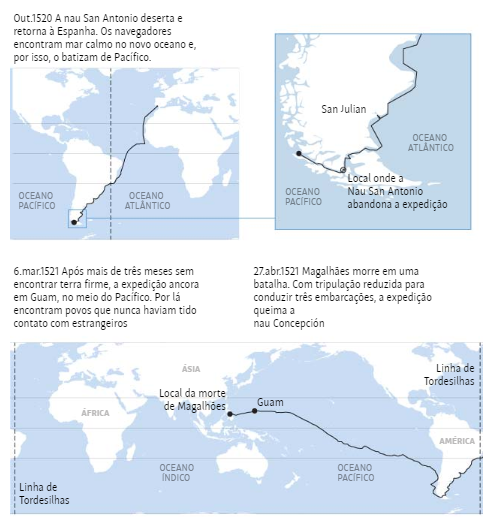 Out.1520 A nau San Antonio deserta e
retorna à Espanha. Os navegadores
encontram mar calmo no novo oceano e,
por isso, o batizam de Pacífico.
San Julian
OCEANO
ATLÂNTICO
Local onde a
Nau San Antonio
abandona a expedição
OCEANO
PACÍFICO
OCEANO
PACÍFICO
OCEANO
ATLÂNTICO
6.mar.1521 Após mais de três meses sem
encontrar terra firme, a expedição ancora
em Guam, no meio do Pacífico. Por lá
encontram povos que nunca haviam tido
contato com estrangeiros
27.abr.1521 Magalhães morre em uma
batalha. Com tripulação reduzida para
conduzir três embarcações, a expedição
queima a
nau Concepción
Linha de
Tordesilhas
ÁSIA
Local da morte
de Magalhães
Guam
ÁFRICA
AMÉRICA
OCEANO
ÍNDICO
OCEANO
PACÍFICO
Linha de
Tordesilhas